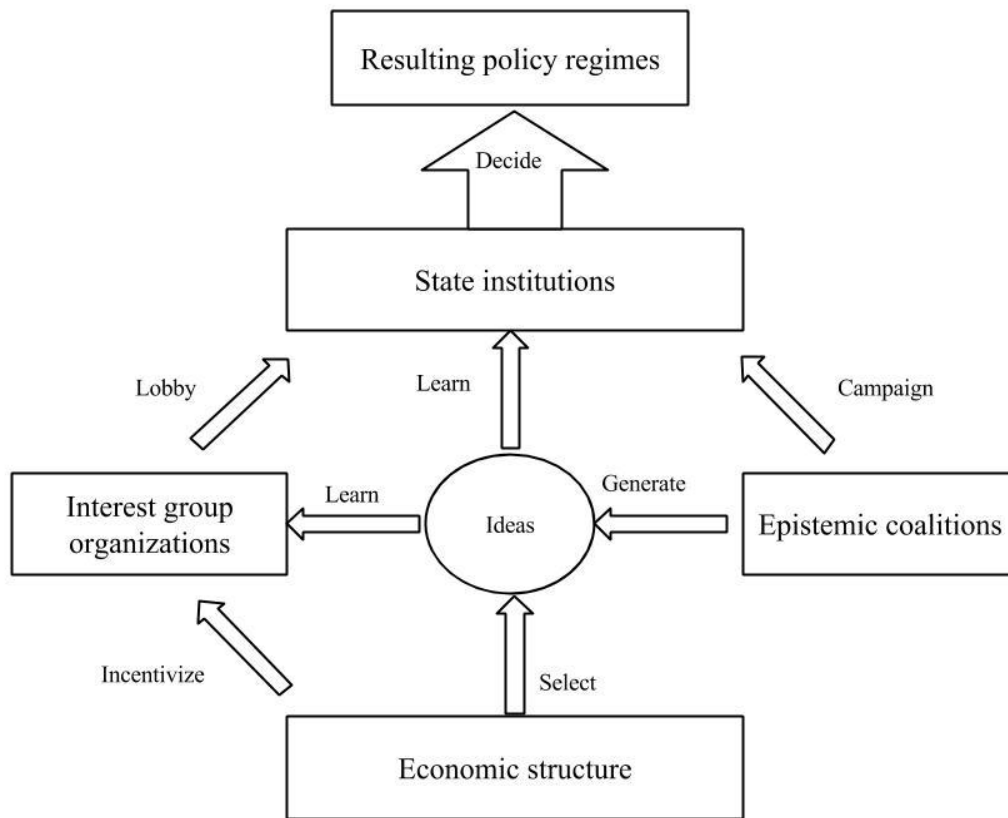 Resulting policy regimes
Decide
State institutions
Lobby
Learn
Campaign
Interest group
organizations
Learn
Ideas
Generate
Epistemic coalitions
Incentivize
Select
Economic structure